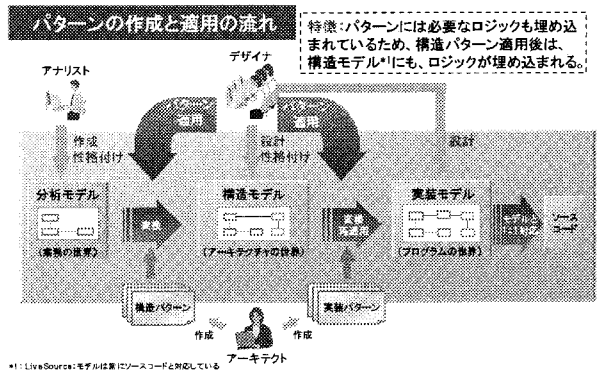 パターンの作成と適用の流れ
特徴:パターンには必要なロジックも埋め込
まれているため、構造パターン適用後は、
構造モデル*!にも、ロジックが埋め込まれる。
デザイナ
アナリスト
パターン
適用
パターン
適用
作成
性格付け
設計
性格付け
設計
分析モデル
(業務の世界)
変換
構造モデル
(アーキテクチャの世界)
実装モデル
(プログラムの世界)
ソース
コード
構造パターン
実装パターン
作成
作成
アーキテクト
*!:LiveSource:モデルは常にソースコードと対応している